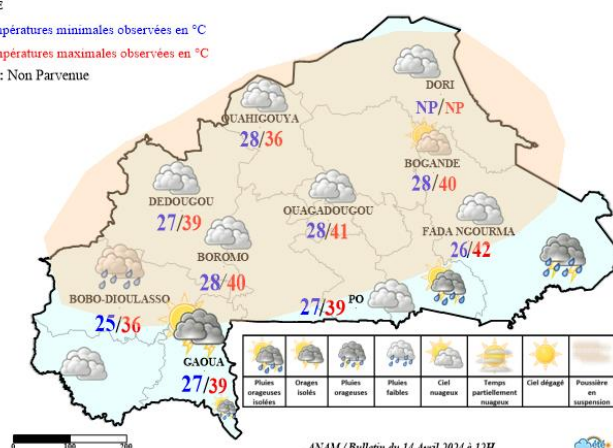 températures minimales observées en °C
températures maximales observées en °C
: Non Parvenue
DORI
NP/NP
OUAHIGOUYA
28/36
BOGANDE
28/40
DEDOUGOU
27/39
OUAGADOUGOU
28/41
FADA NGOURMA
26/42
BOROMO
28/40
BOBO-DIOULASSO
25/36
27/39 PO
GAOUA
27/39
Pluies orageuses isolées
Orages isolés
Pluies orageuses
Pluies faibles
Ciel nuageux
Temps partiellement nuageux
Ciel dégagé
Poussière en suspension
ANAM / Bulletin du 14 Avril 2024 à 12H